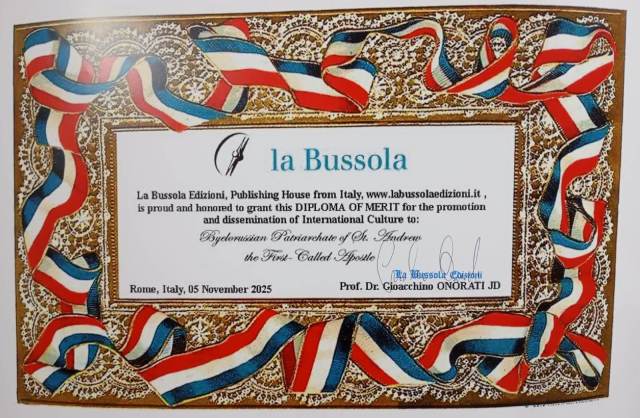 la Bussola
La Bussola Edizioni, Publishing House from Italy, www.labussolaedizioni.it ,
is proud and honored to grant this DIPLOMA OF MERIT for the promotion
and dissemination of International Culture to:
Byelorussian Patriarchate of St. Andrew
the First-Called Apostle
La Bussola Edizioni
Rome, Italy, 05 November 2025
Prof. Dr. Gioacchino ONORATI JD